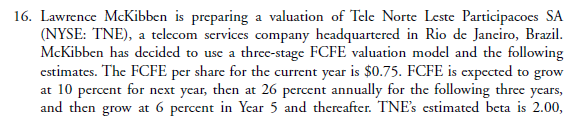 16. Lawrence McKibben is preparing a valuation of Tele Norte Leste Participacoes SA
(NYSE: TNE), a telecom services company headquartered in Rio de Janeiro, Brazil.
McKibben has decided to use a three-stage FCFE valuation model and the following
estimates. The FCFE per share for the current year is $0.75. FCFE is expected to grow
at 10 percent for next year, then at 26 percent annually for the following three years,
and then grow at 6 percent in Year 5 and thereafter. TNE's estimated beta is 2.00,